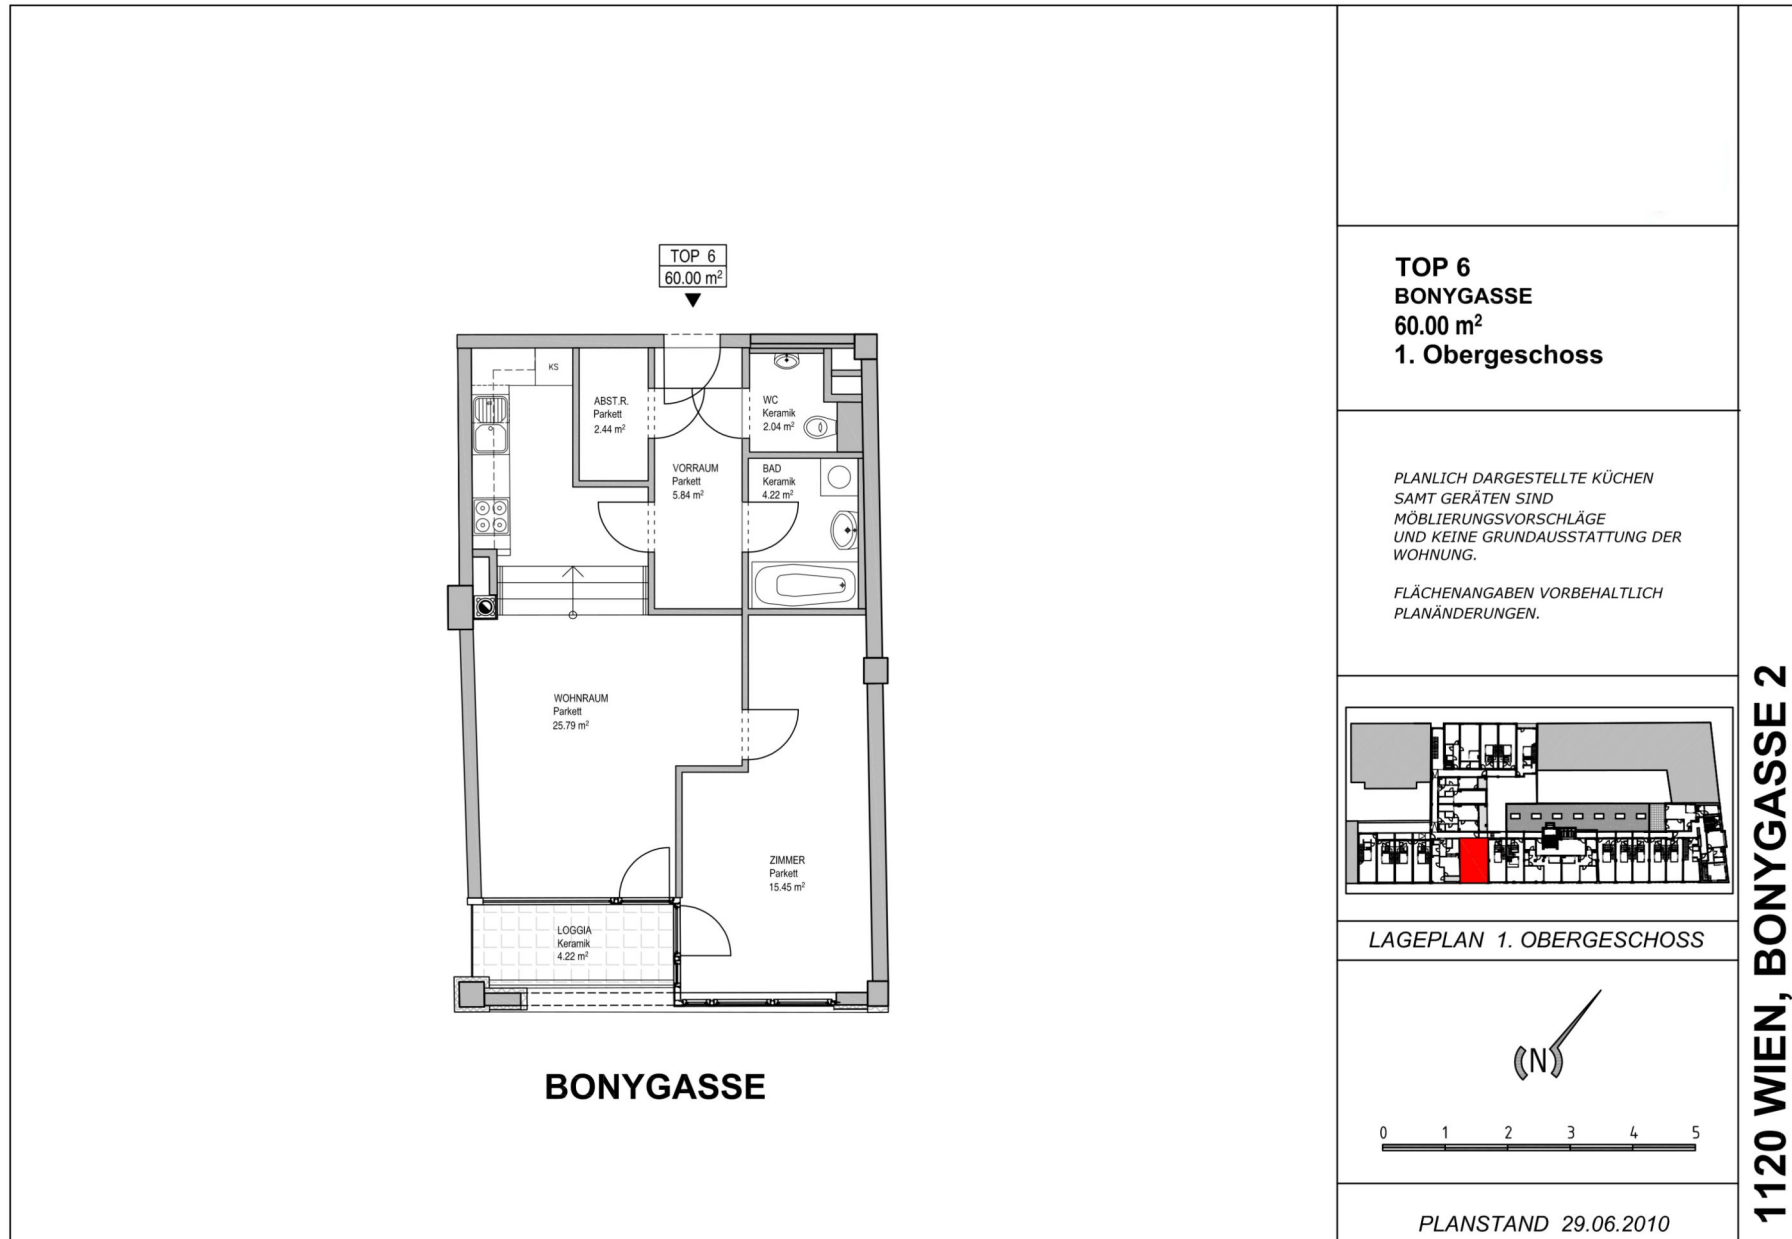 TOP 6
60.00 m²
KS
ABST.R.
Parkett
2.44 m²
WC
Keramik
2.04 m²
VORRAUM
Parkett
5.84 m²
BAD
Keramik
4.22 m²
WOHNRAUM
Parkett
25.79 m²
ZIMMER
Parkett
15.45 m²
LOGGIA
Keramik
4.22 m²
BONYGASSE
TOP 6
BONYGASSE
60.00 m²
1. Obergeschoss
PLANLICH DARGESTELLTE KÜCHEN
SAMT GERÄTEN SIND
MÖBLIERUNGSVORSCHLÄGE
UND KEINE GRUNDAUSSTATTUNG DER
WOHNUNG.
FLÄCHENANGABEN VORBEHALTLICH
PLANÄNDERUNGEN.
LAGEPLAN 1. OBERGESCHOSS
(N)
0 1 2 3 4 5
PLANSTAND 29.06.2010
1120 WIEN, BONYGASSE 2